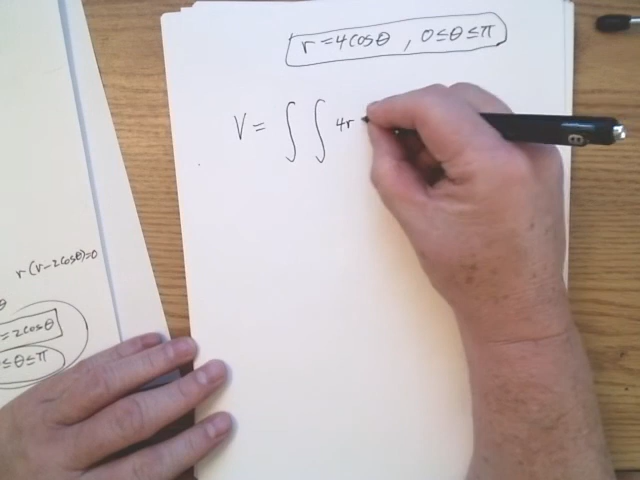 r = 4cosθ , 0≤θ≤π
V = ∫ ∫ 4r
r(r-2cosθ)=0
θ
=2cosθ
≤θ≤π